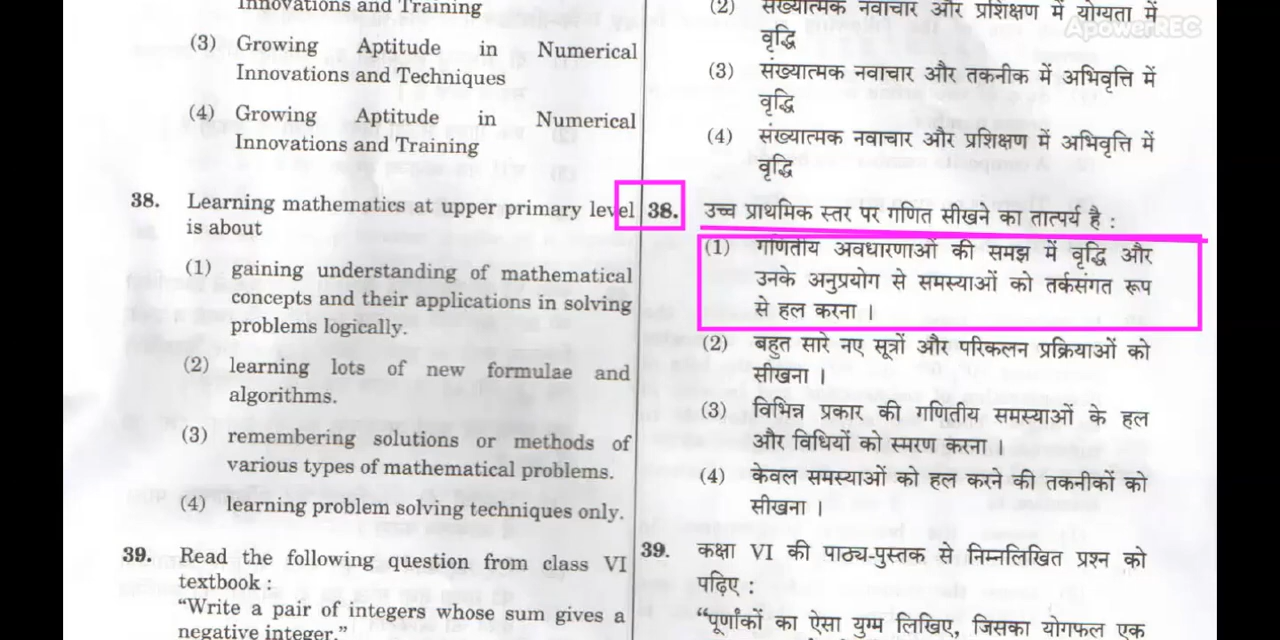 Innovations and Training
(3) Growing Aptitude in Numerical
Innovations and Techniques
(4) Growing Aptitude in Numerical
Innovations and Training
38. Learning mathematics at upper primary level
is about
(1) gaining understanding of mathematical
concepts and their applications in solving
problems logically.
(2) learning lots of new formulae and
algorithms.
(3) remembering solutions or methods of
various types of mathematical problems.
(4) learning problem solving techniques only.
39. Read the following question from class VI
textbook :
“Write a pair of integers whose sum gives a
negative integer.”
(2) संख्यात्मक नवाचार और प्रशिक्षण में योग्यता में
वृद्धि
(3) संख्यात्मक नवाचार और तकनीक में अभिवृत्ति में
वृद्धि
(4) संख्यात्मक नवाचार और प्रशिक्षण में अभिवृत्ति में
वृद्धि
38. उच्च प्राथमिक स्तर पर गणित सीखने का तात्पर्य है :
(1) गणितीय अवधारणाओं की समझ में वृद्धि और
उनके अनुप्रयोग से समस्याओं को तर्कसंगत रूप
से हल करना ।
(2) बहुत सारे नए सूत्रों और परिकलन प्रक्रियाओं को
सीखना ।
(3) विभिन्न प्रकार की गणितीय समस्याओं के हल
और विधियों को स्मरण करना ।
(4) केवल समस्याओं को हल करने की तकनीकों को
सीखना ।
39. कक्षा VI की पाठ्य-पुस्तक से निम्नलिखित प्रश्न को
पढ़िए :
“पूर्णांकों का ऐसा युग्म लिखिए, जिसका योगफल एक
ApowerREC